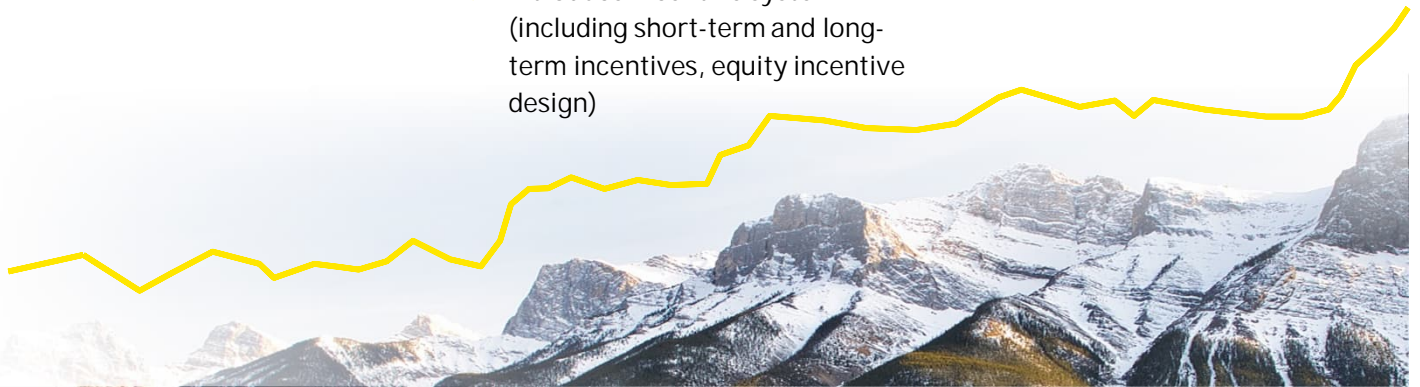 (including short-term and long-
term incentives, equity incentive
design)